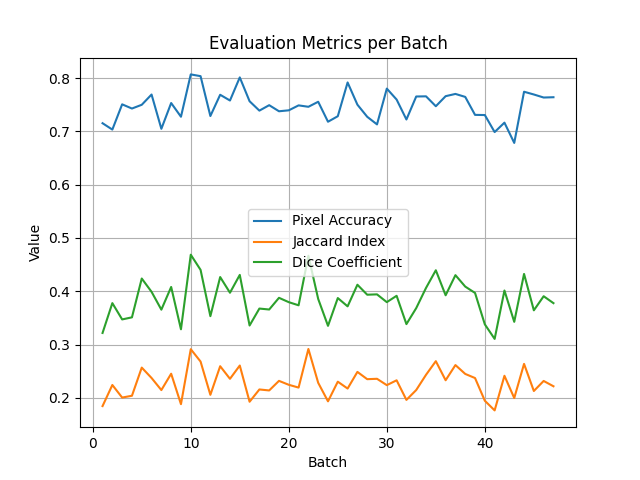 Evaluation Metrics per Batch
Value
0.8
0.7
0.6
0.5
0.4
0.3
0.2
Pixel Accuracy
Jaccard Index
Dice Coefficient
0 10 20 30 40
Batch